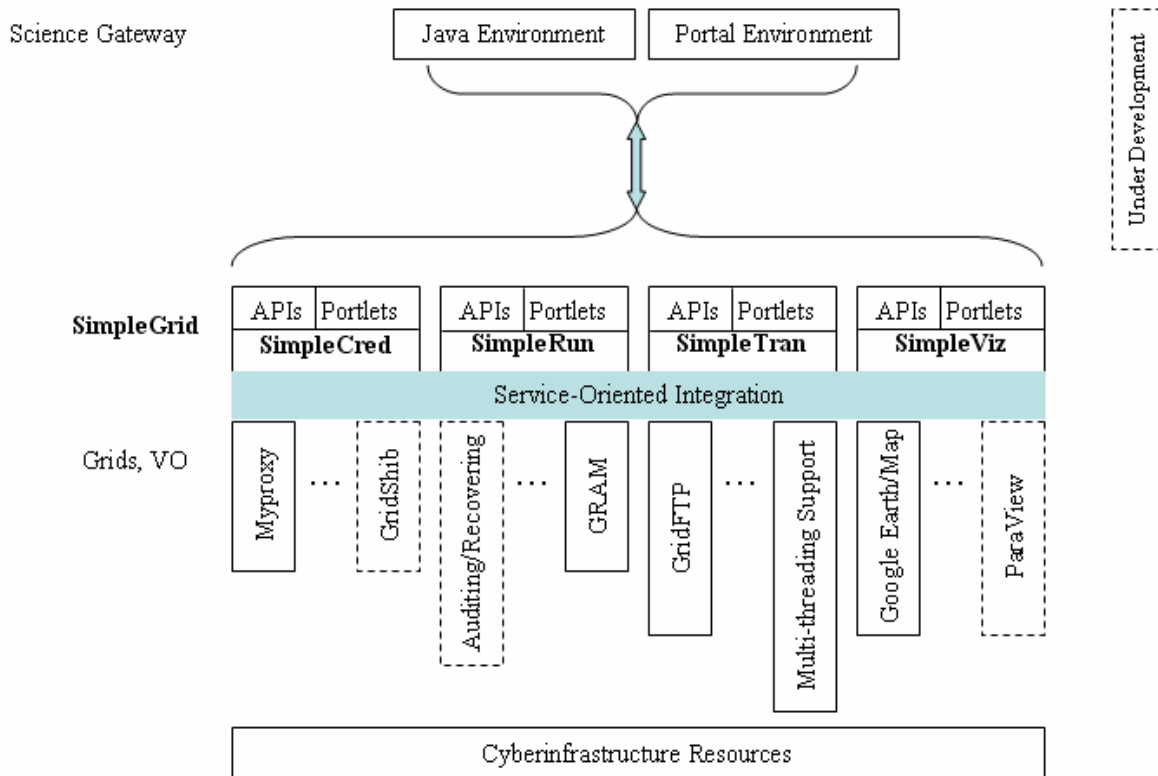 Science Gateway
Java Environment
Portal Environment
Under Development
SimpleGrid
APIs
Portlets
SimpleCred
APIs
Portlets
SimpleRun
APIs
Portlets
SimpleTran
APIs
Portlets
SimpleViz
Service-Oriented Integration
Grids, VO
Myproxy
...
GridShib
Auditing/Recovering
...
GRAM
GridFTP
...
Multi-threading Support
Google Earth/Map
...
ParaView
Cyberinfrastructure Resources